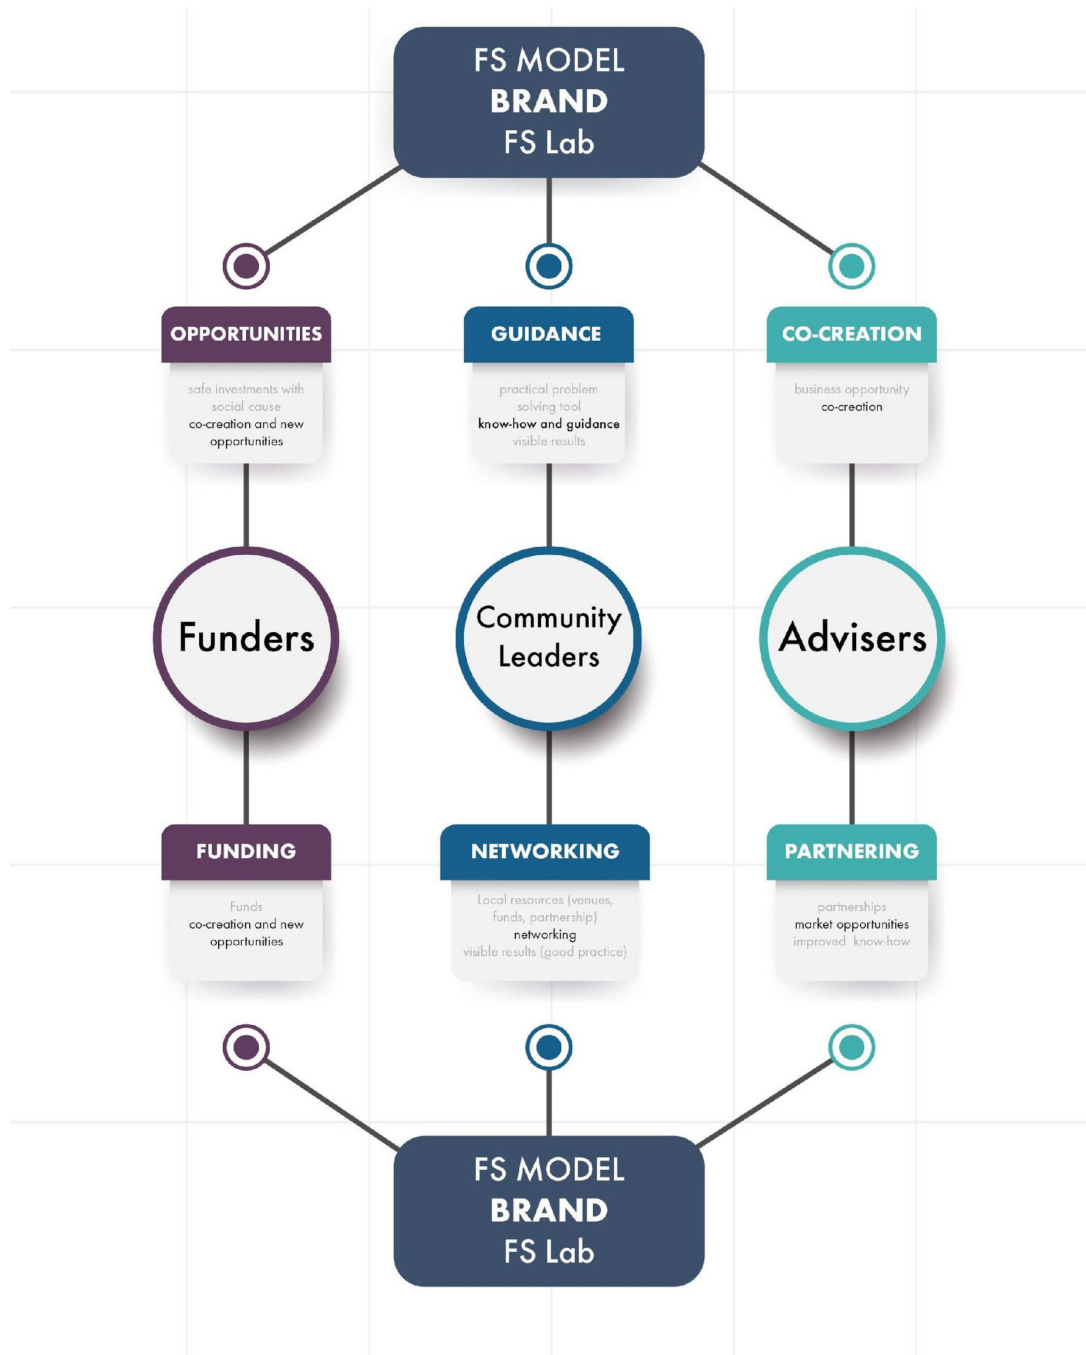 FS MODEL
BRAND
FS Lab
OPPORTUNITIES
safe investments with
social cause
co-creation and new
opportunities
GUIDANCE
practical problem
solving tool
know-how and guidance
visible results
CO-CREATION
business opportunity
co-creation
Funders
Community
Leaders
Advisers
FUNDING
Funds
co-creation and new
opportunities
NETWORKING
Local resources (venues,
funds, partnership)
networking
visible results (good practice)
PARTNERING
partnerships
market opportunities
improved know-how
FS MODEL
BRAND
FS Lab